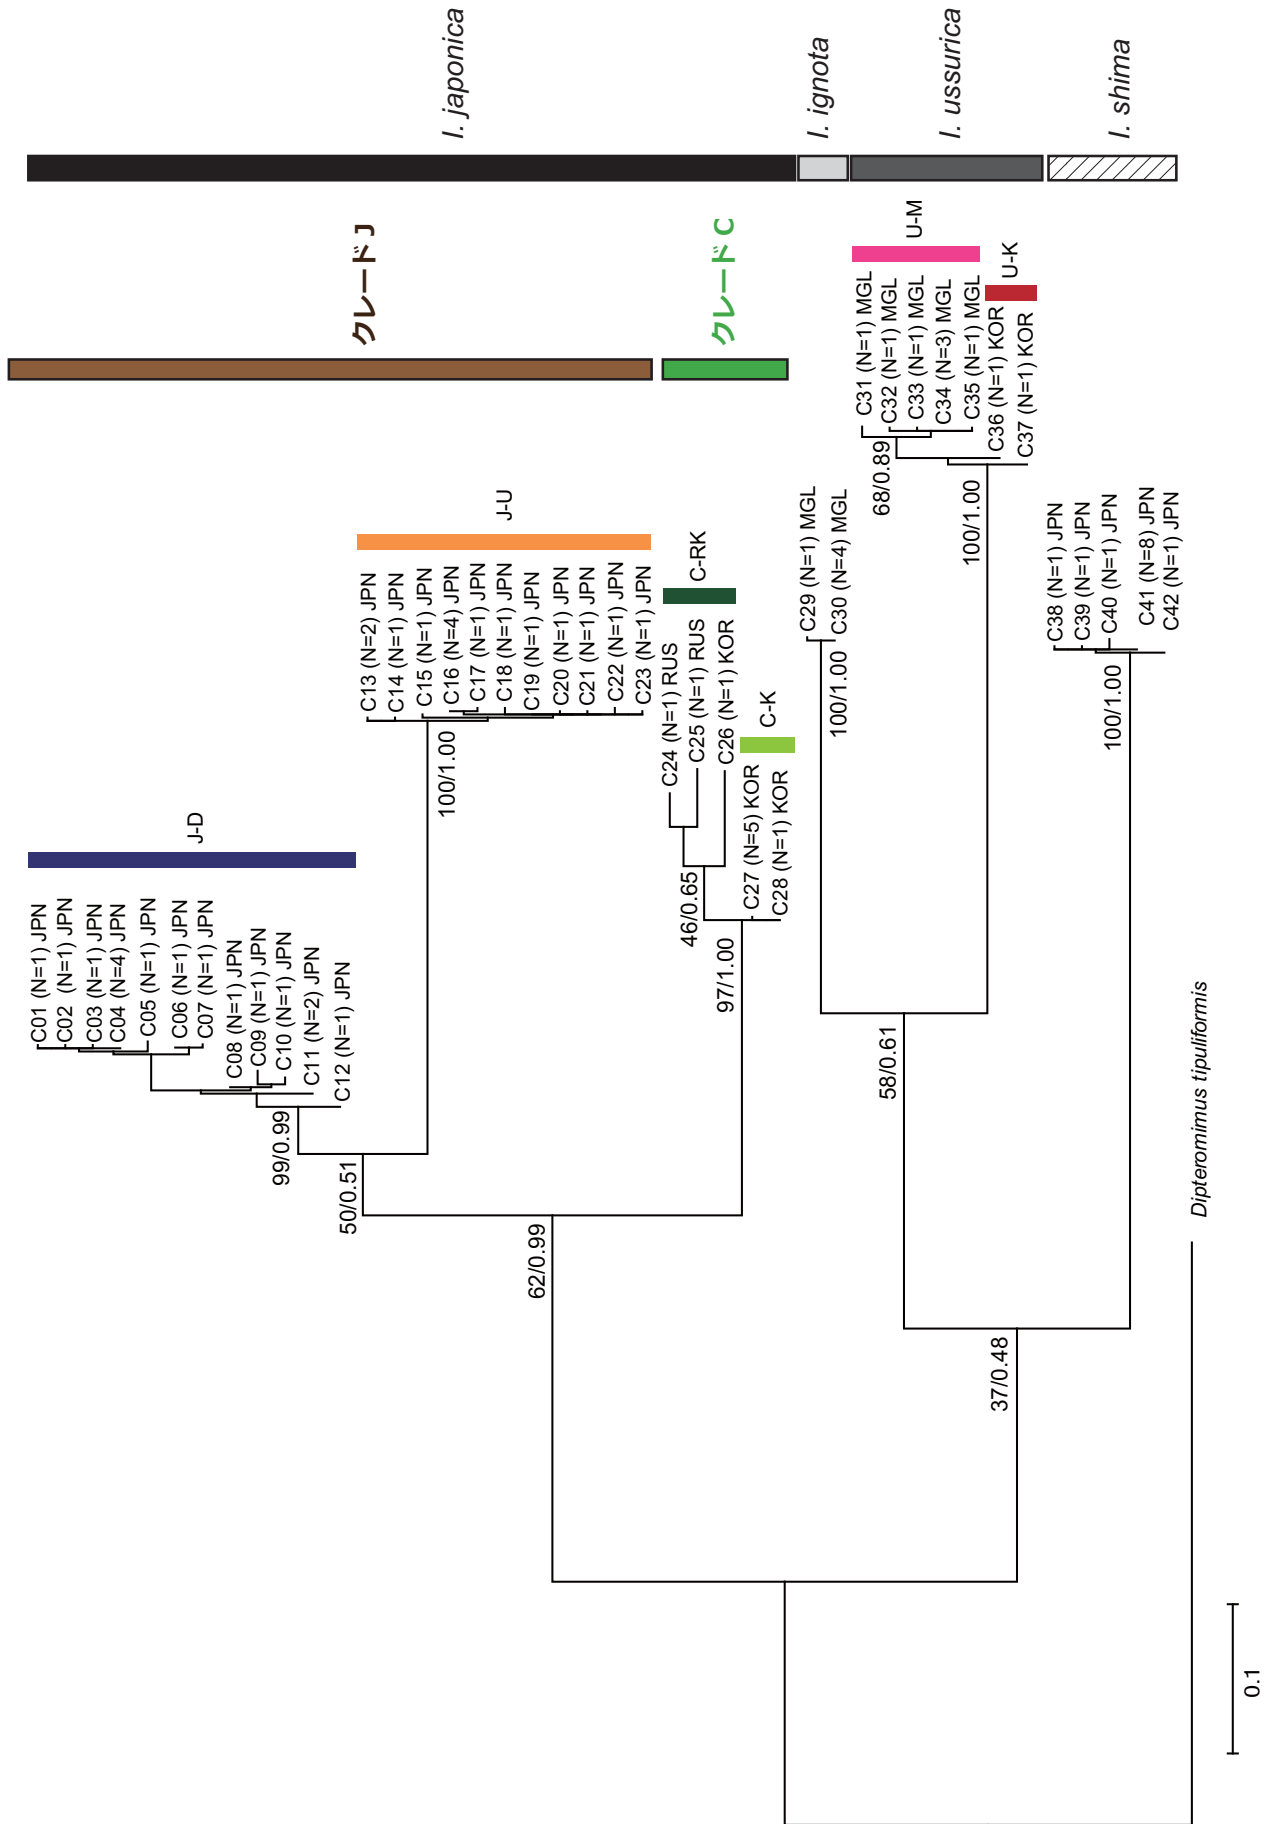 I. japonica
I. ignota
I. ussurica
I. shima
クレード J
クレード C
J-D
J-U
C-RK
C-K
U-M
U-K
C01 (N=1) JPN
C02 (N=1) JPN
C03 (N=1) JPN
C04 (N=4) JPN
C05 (N=1) JPN
C06 (N=1) JPN
C07 (N=1) JPN
C08 (N=1) JPN
C09 (N=1) JPN
C10 (N=1) JPN
C11 (N=2) JPN
C12 (N=1) JPN
C13 (N=2) JPN
C14 (N=1) JPN
C15 (N=1) JPN
C16 (N=4) JPN
C17 (N=1) JPN
C18 (N=1) JPN
C19 (N=1) JPN
C20 (N=1) JPN
C21 (N=1) JPN
C22 (N=1) JPN
C23 (N=1) JPN
C24 (N=1) RUS
C25 (N=1) RUS
C26 (N=1) KOR
C27 (N=5) KOR
C28 (N=1) KOR
C29 (N=1) MGL
C30 (N=4) MGL
C31 (N=1) MGL
C32 (N=1) MGL
C33 (N=1) MGL
C34 (N=3) MGL
C35 (N=1) MGL
C36 (N=1) KOR
C37 (N=1) KOR
C38 (N=1) JPN
C39 (N=1) JPN
C40 (N=1) JPN
C41 (N=8) JPN
C42 (N=1) JPN
Dipteromimus tipuliformis
99/0.99
50/0.51
100/1.00
62/0.99
46/0.65
97/1.00
100/1.00
68/0.89
100/1.00
58/0.61
100/1.00
37/0.48
0.1